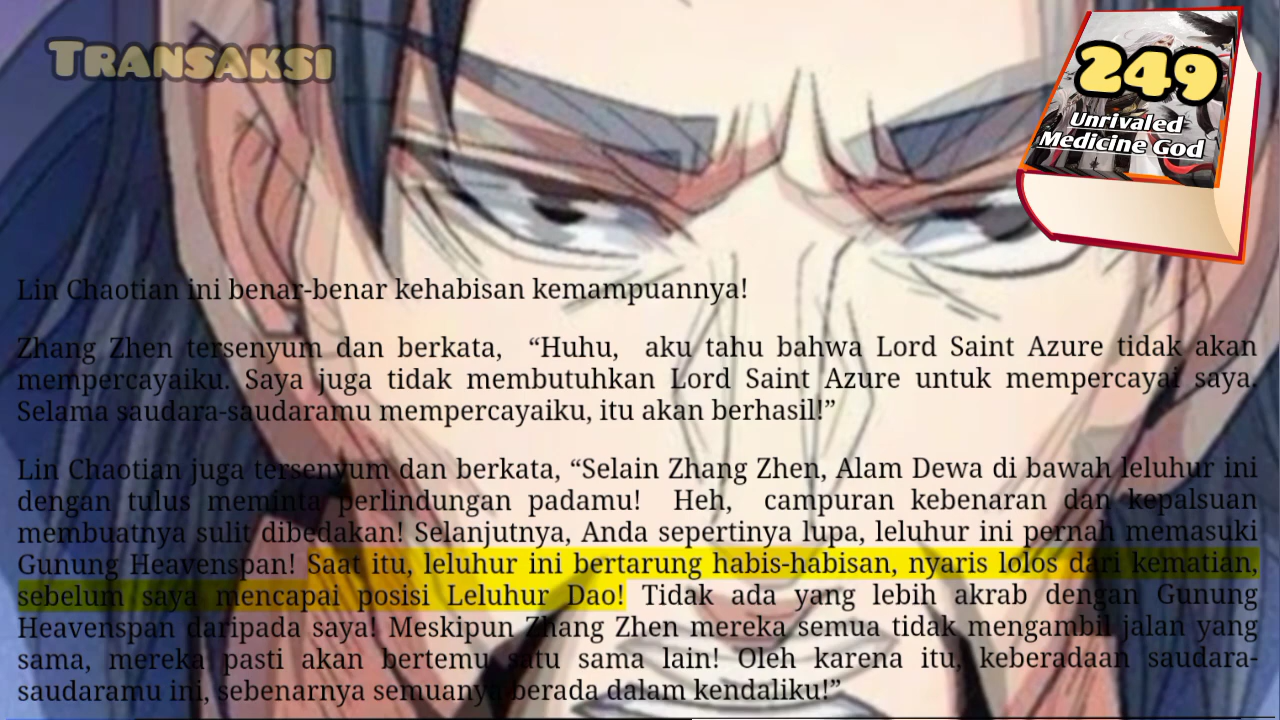 Transaksi
249
Unrivaled
Medicine God
Lin Chaotian ini benar-benar kehabisan kemampuannya!
Zhang Zhen tersenyum dan berkata, “Huhu, aku tahu bahwa Lord Saint Azure tidak akan
mempercayaiku. Saya juga tidak membutuhkan Lord Saint Azure untuk mempercayai saya.
Selama saudara-saudaramu mempercayaiku, itu akan berhasil!”
Lin Chaotian juga tersenyum dan berkata, “Selain Zhang Zhen, Alam Dewa di bawah leluhur ini
dengan tulus meminta perlindungan padamu! Heh, campuran kebenaran dan kepalsuan
membuatnya sulit dibedakan! Selanjutnya, Anda sepertinya lupa, leluhur ini pernah memasuki
Gunung Heavenspan! Saat itu, leluhur ini bertarung habis-habisan, nyaris lolos dari kematian,
sebelum saya mencapai posisi Leluhur Dao! Tidak ada yang lebih akrab dengan Gunung
Heavenspan daripada saya! Meskipun Zhang Zhen mereka semua tidak mengambil jalan yang
sama, mereka pasti akan bertemu satu sama lain! Oleh karena itu, keberadaan saudara-
saudaramu ini, sebenarnya semuanya berada dalam kendaliku!”